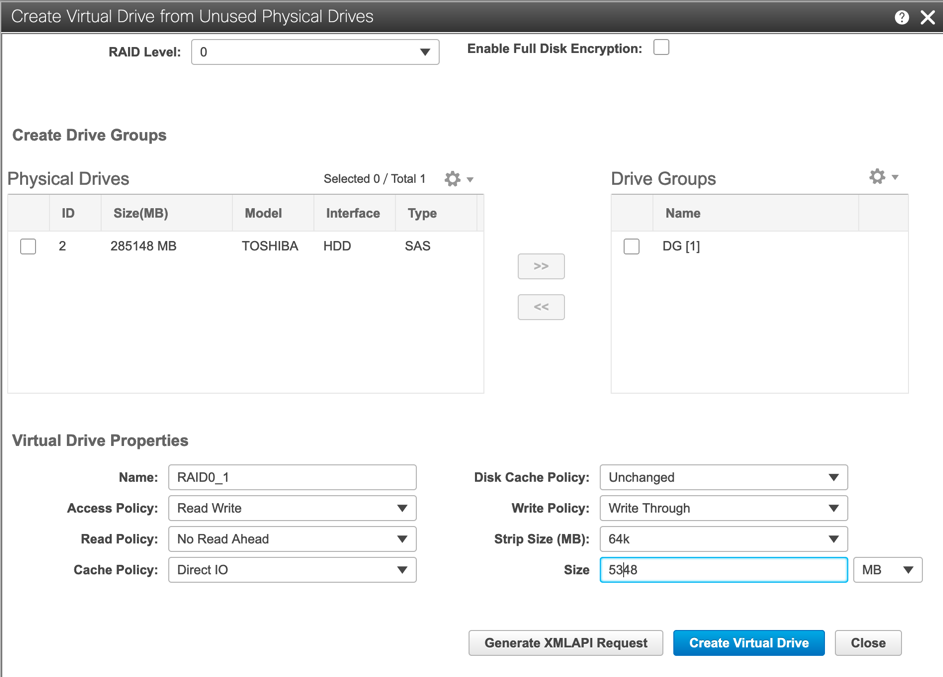 Create Virtual Drive from Unused Physical Drives
RAID Level: 0 Enable Full Disk Encryption:
Create Drive Groups
Physical Drives Selected 0 / Total 1 Drive Groups
ID Size(MB) Model Interface Type Name
2 285148 MB TOSHIBA HDD SAS DG [1]
>>
<<
Virtual Drive Properties
Name: RAID0_1 Disk Cache Policy: Unchanged
Access Policy: Read Write Write Policy: Write Through
Read Policy: No Read Ahead Strip Size (MB): 64k
Cache Policy: Direct IO Size 5348 MB
Generate XMLAPI Request Create Virtual Drive Close